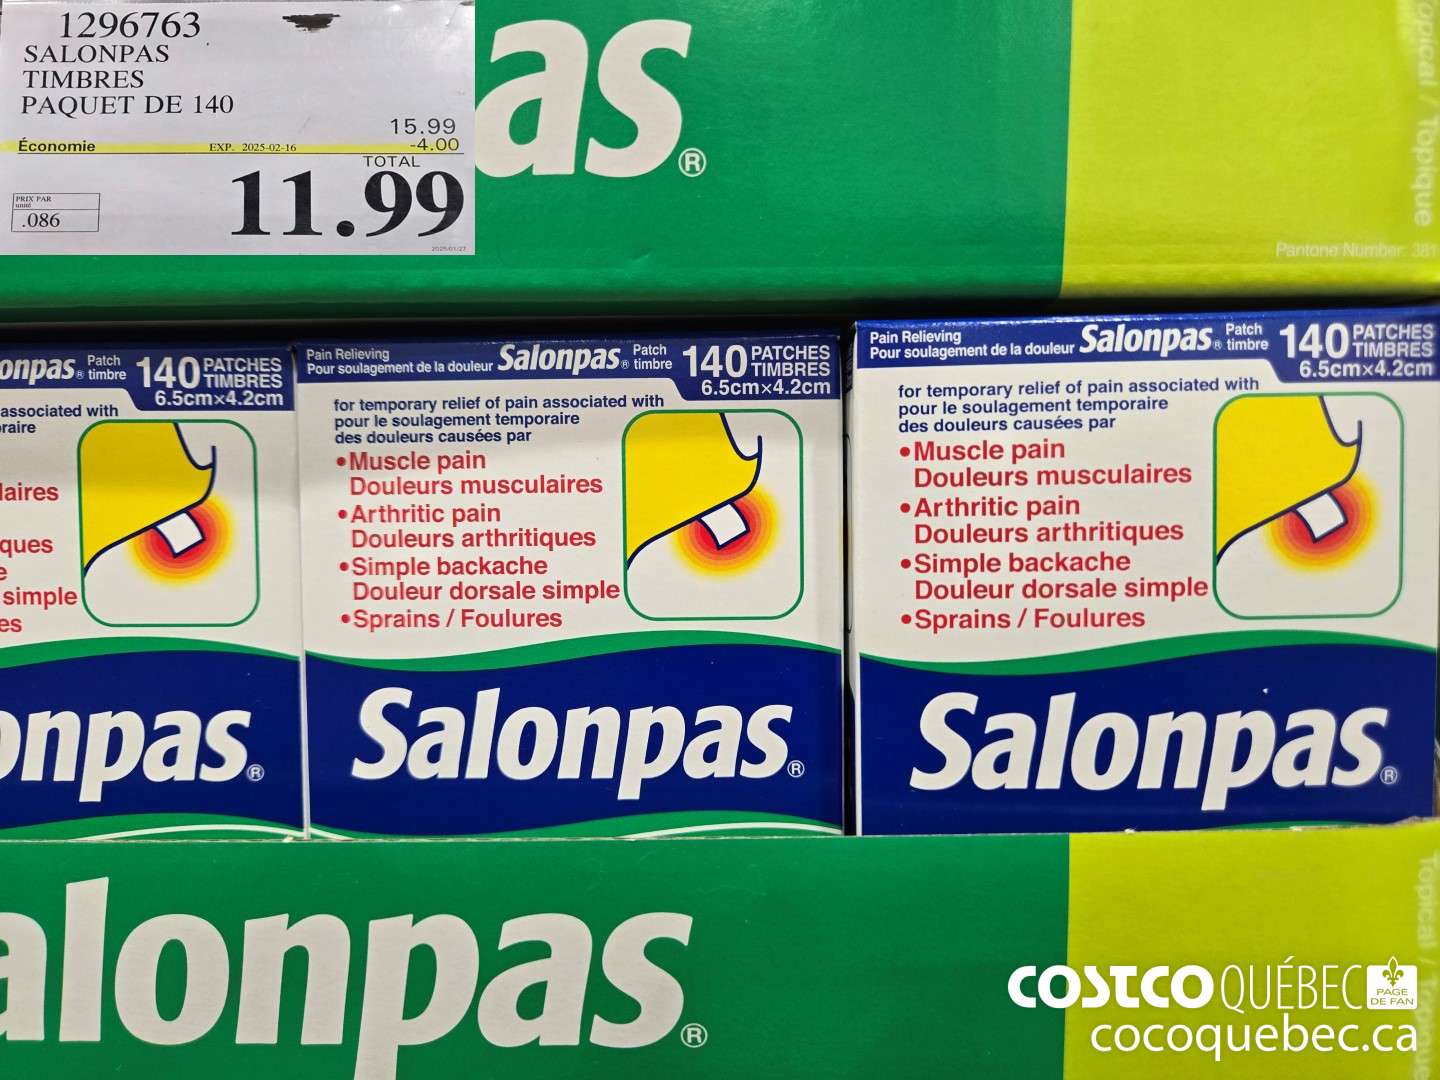 1296763
SALONPAS
TIMBRES
PAQUET DE 140
15.99
Économie EXP. 2025-02-16 -4.00
TOTAL
11.99
PRIX PAR
unité
.086
2025/01/27
as®
Topical / Topique
Pantone Number: 381
onpas® Patch
timbre
140 PATCHES
TIMBRES
6.5cm×4.2cm
associated with
raire
laires
ques
e
simple
es
onpas®
Pain Relieving
Pour soulagement de la douleur
Salonpas® Patch
timbre
140 PATCHES
TIMBRES
6.5cm×4.2cm
for temporary relief of pain associated with
pour le soulagement temporaire
des douleurs causées par
•Muscle pain
Douleurs musculaires
•Arthritic pain
Douleurs arthritiques
•Simple backache
Douleur dorsale simple
•Sprains / Foulures
Salonpas®
Pain Relieving
Pour soulagement de la douleur
Salonpas® Patch
timbre
140 PATCHES
TIMBRES
6.5cm×4.2cm
for temporary relief of pain associated with
pour le soulagement temporaire
des douleurs causées par
•Muscle pain
Douleurs musculaires
•Arthritic pain
Douleurs arthritiques
•Simple backache
Douleur dorsale simple
•Sprains / Foulures
Salonpas®
alonpas®
Topical / Topique
COSTCO QUÉBEC
PAGE
DE FAN
cocoquebec.ca